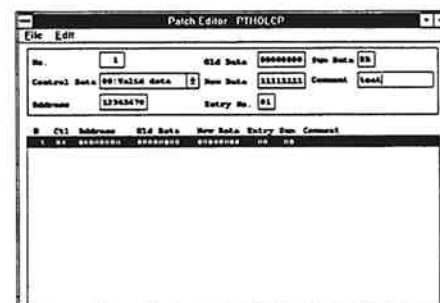 Patch Editor PTHOLCP
File Edit
No. 1 Old Data 00000000 Sum Data
Control Data 00:Valid data New Data 11111111 Comment test
Address 12345678 Entry No. 01
# Ctl Address Old Data New Data Entry Sum Comment